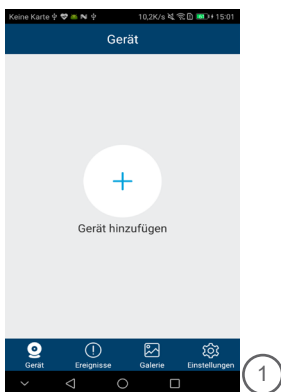 Keine Karte 10,2K/s 15:01
Gerät
Gerät hinzufügen
Gerät Ereignisse Galerie Einstellungen
1